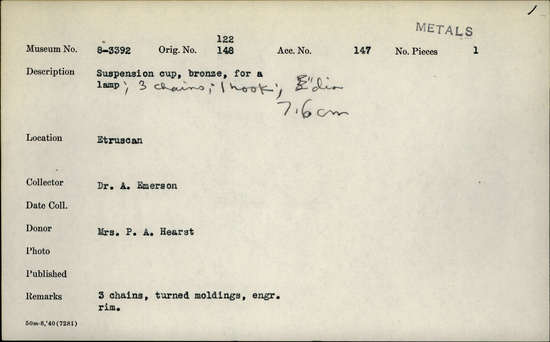 1
METALS
122
Museum No. 8-3392 Orig. No. 148 Acc. No. 147 No. Pieces 1
Description Suspension cup, bronze, for a
lamp; 3 chains; 1 hook; dia
7.6 cm
Location Etruscan
Collector Dr. A. Emerson
Date Coll.
Donor Mrs. P. A. Hearst
Photo
Published
Remarks 3 chains, turned moldings, engr.
rim.
50m-8,'40(7281)